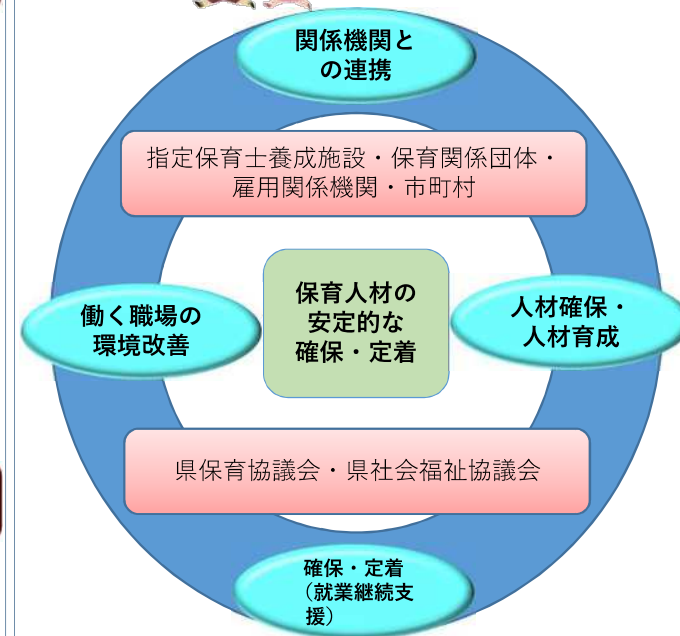 関係機関と
の連携
指定保育士養成施設・保育関係団体・
雇用関係機関・市町村
働く職場の
環境改善
保育人材の
安定的な
確保・定着
人材確保・
人材育成
県保育協議会・県社会福祉協議会
確保・定着
（就業継続支
援）